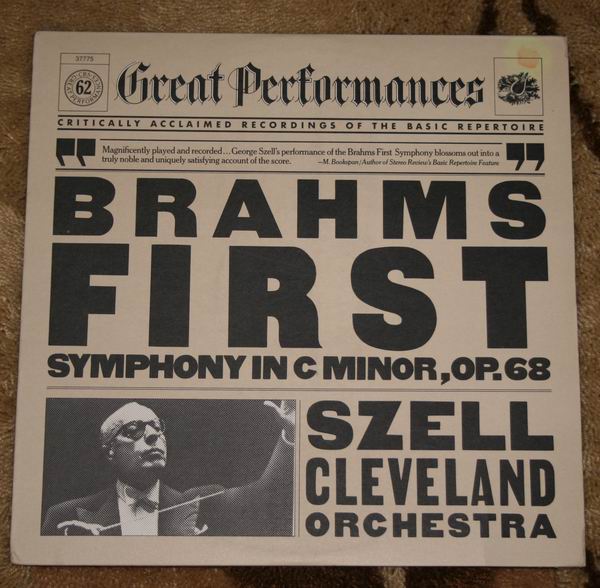 37775
62
Great Performances
CRITICALLY ACCLAIMED RECORDINGS OF THE BASIC REPERTOIRE
" Magnificently played and recorded... George Szell's performance of the Brahms First Symphony blossoms out into a "
truly noble and uniquely satisfying account of the score. —M. Bookspan/Author of Stereo Review's Basic Repertoire Feature
BRAHMS
FIRST
SYMPHONY IN C MINOR, OP. 68
SZELL
CLEVELAND
ORCHESTRA